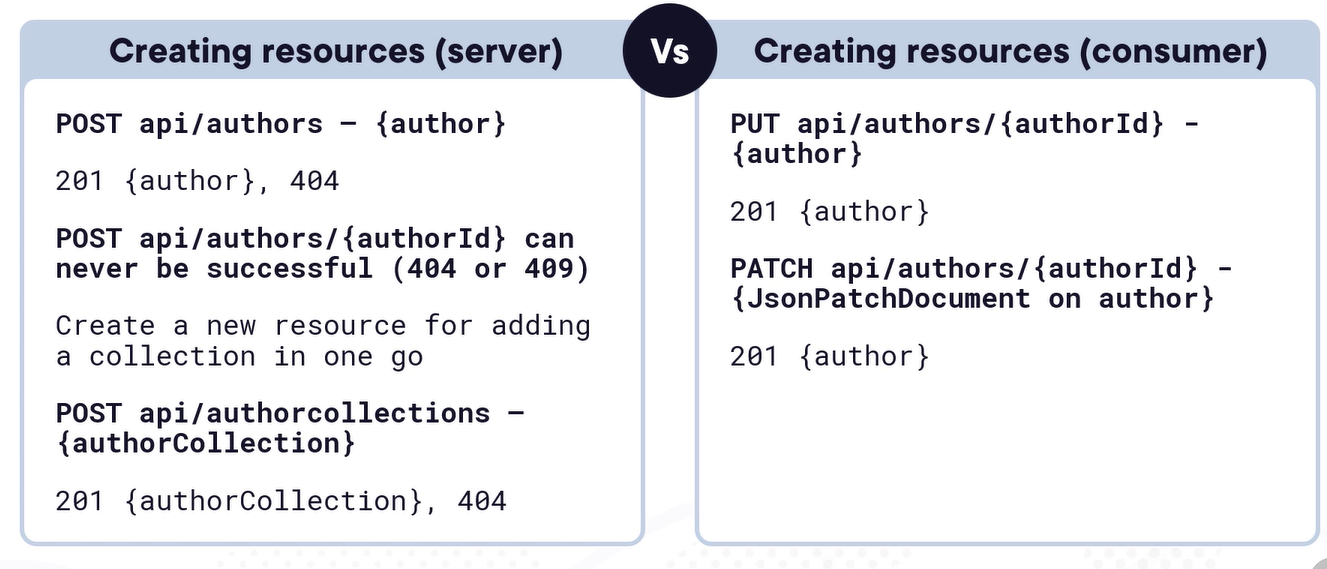 Creating resources (server)
Vs
Creating resources (consumer)
POST api/authors – {author}
201 {author}, 404
POST api/authors/{authorId} can
never be successful (404 or 409)
Create a new resource for adding
a collection in one go
POST api/authorcollections –
{authorCollection}
201 {authorCollection}, 404
PUT api/authors/{authorId} -
{author}
201 {author}
PATCH api/authors/{authorId} -
{JsonPatchDocument on author}
201 {author}